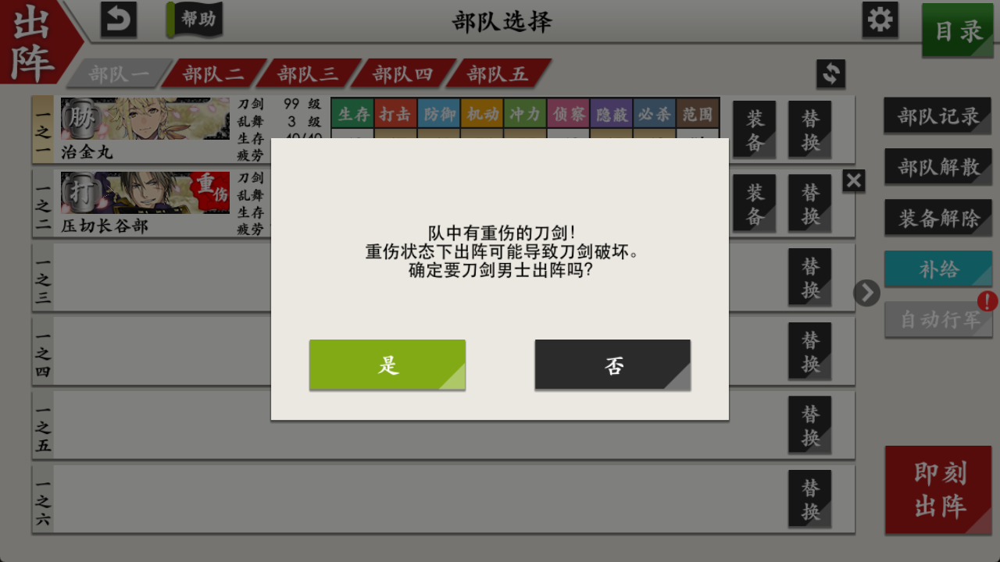 出阵
帮助
部队选择
目录
部队一
部队二
部队三
部队四
部队五
一之一
胁
治金丸
刀剑 99 级
乱舞 3 级
生存 40/40
疲劳
生存 打击 防御 机动 冲力 侦察 隐蔽 必杀 范围
装备
替换
部队记录
一之二
打
重伤
压切长谷部
刀剑
乱舞
生存
疲劳
装备
替换
部队解散
装备解除
队中有重伤的刀剑!
重伤状态下出阵可能导致刀剑破坏。
确定要刀剑男士出阵吗?
是
否
一之三
替换
补给
自动行军
!
一之四
替换
一之五
替换
一之六
替换
即刻
出阵